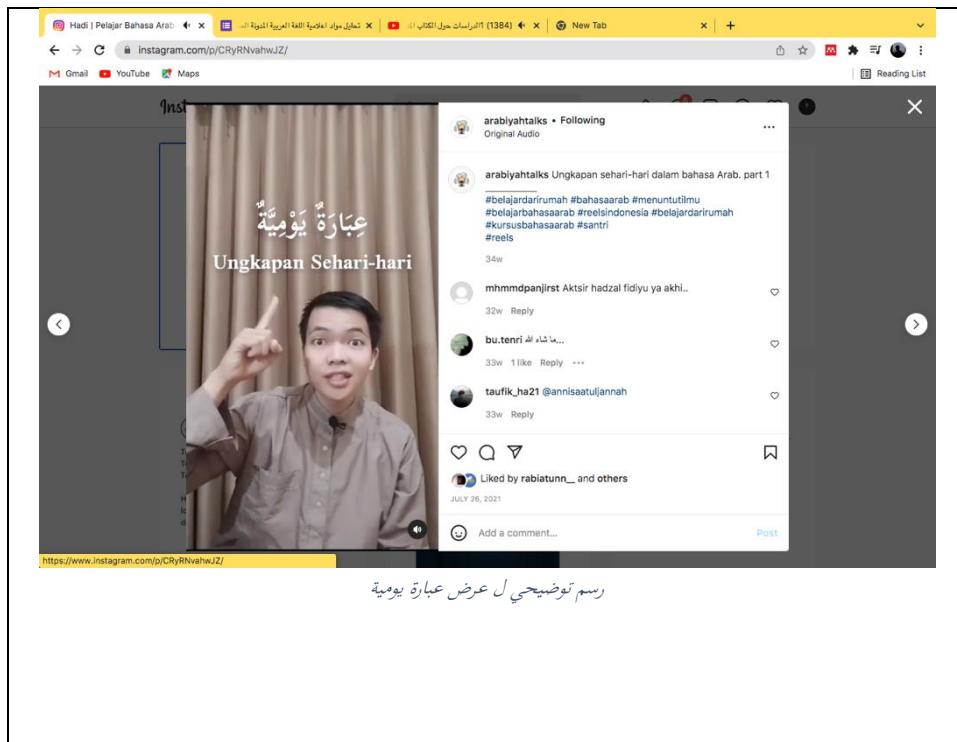 Hadi | Pelajar Bahasa Arab
تحليل مواد اعلامية اللغة العربية المدونة الى...
(1384) الدراسات حول الكتاب
New Tab
instagram.com/p/CRyRNvahwJZ/
Gmail YouTube Maps
Reading List
arabiyahtalks • Following
Original Audio
arabiyahtalks Ungkapan sehari-hari dalam bahasa Arab. part 1
#belajardarirumah #bahasaarab #menuntutilmu
#belajarbahasaarab #reelsindonesia #belajardarirumah
#kursusbahasaarab #santri
#reels
34w
mhmmdpanjirst Aktsir hadzal fidiyu ya akhi..
32w Reply
bu.tenri ما شاء الله...
33w 1 like Reply
taufik_ha21 @annisaatuljannah
33w Reply
Liked by rabiatunn__ and others
JULY 26, 2021
Add a comment... Post
عِبَارَةٌ يَوْمِيَّةٌ
Ungkapan Sehari-hari
https://www.instagram.com/p/CRyRNvahwJZ/
رسم توضيحي ل عرض عبارة يومية